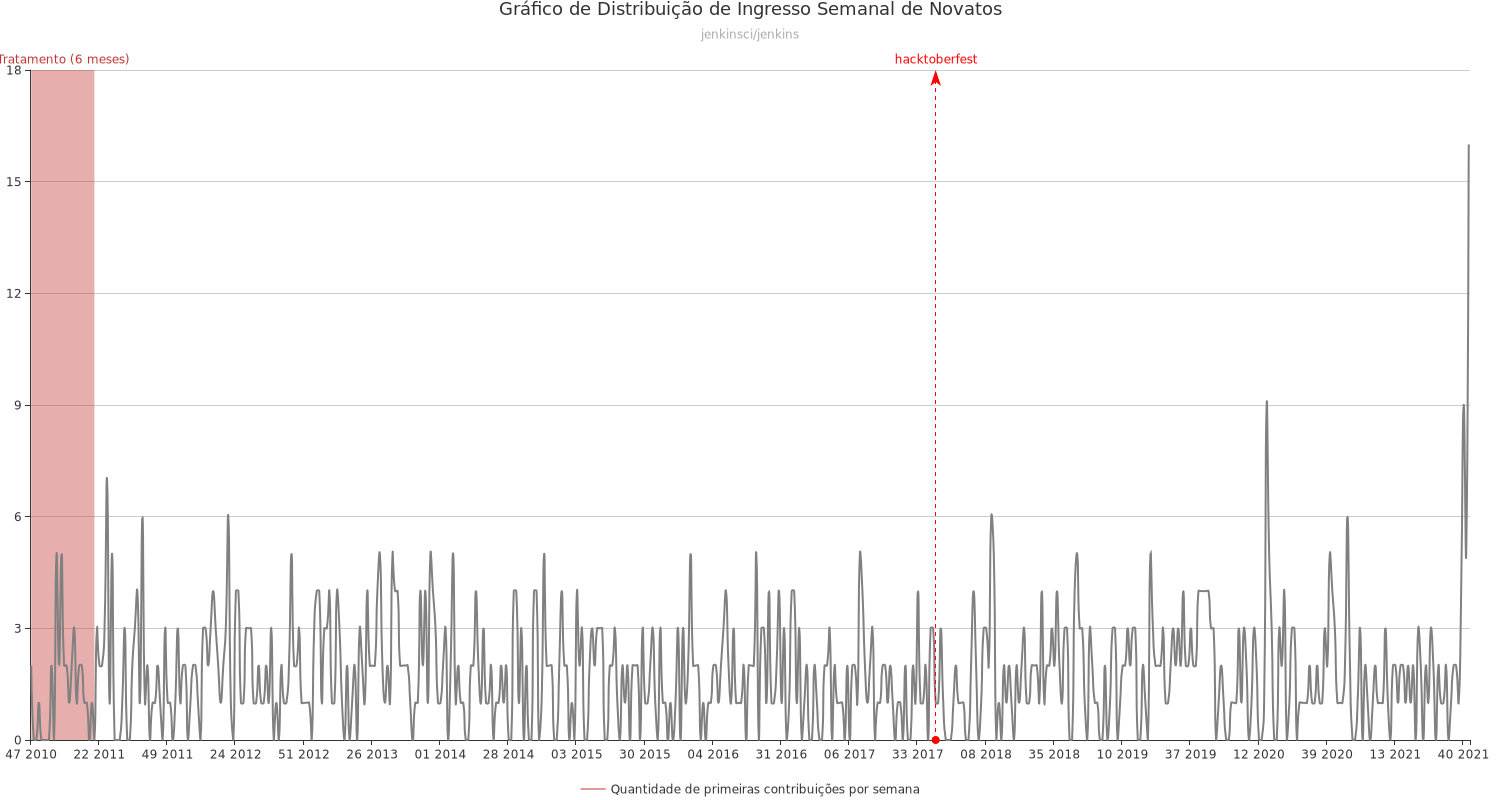 Gráfico de Distribuição de Ingresso Semanal de Novatos
jenkinsci/jenkins
Tratamento (6 meses)
hacktoberfest
18
15
12
9
6
3
0
47 2010 22 2011 49 2011 24 2012 51 2012 26 2013 01 2014 28 2014 03 2015 30 2015 04 2016 31 2016 06 2017 33 2017 08 2018 35 2018 10 2019 37 2019 12 2020 39 2020 13 2021 40 2021
Quantidade de primeiras contribuições por semana